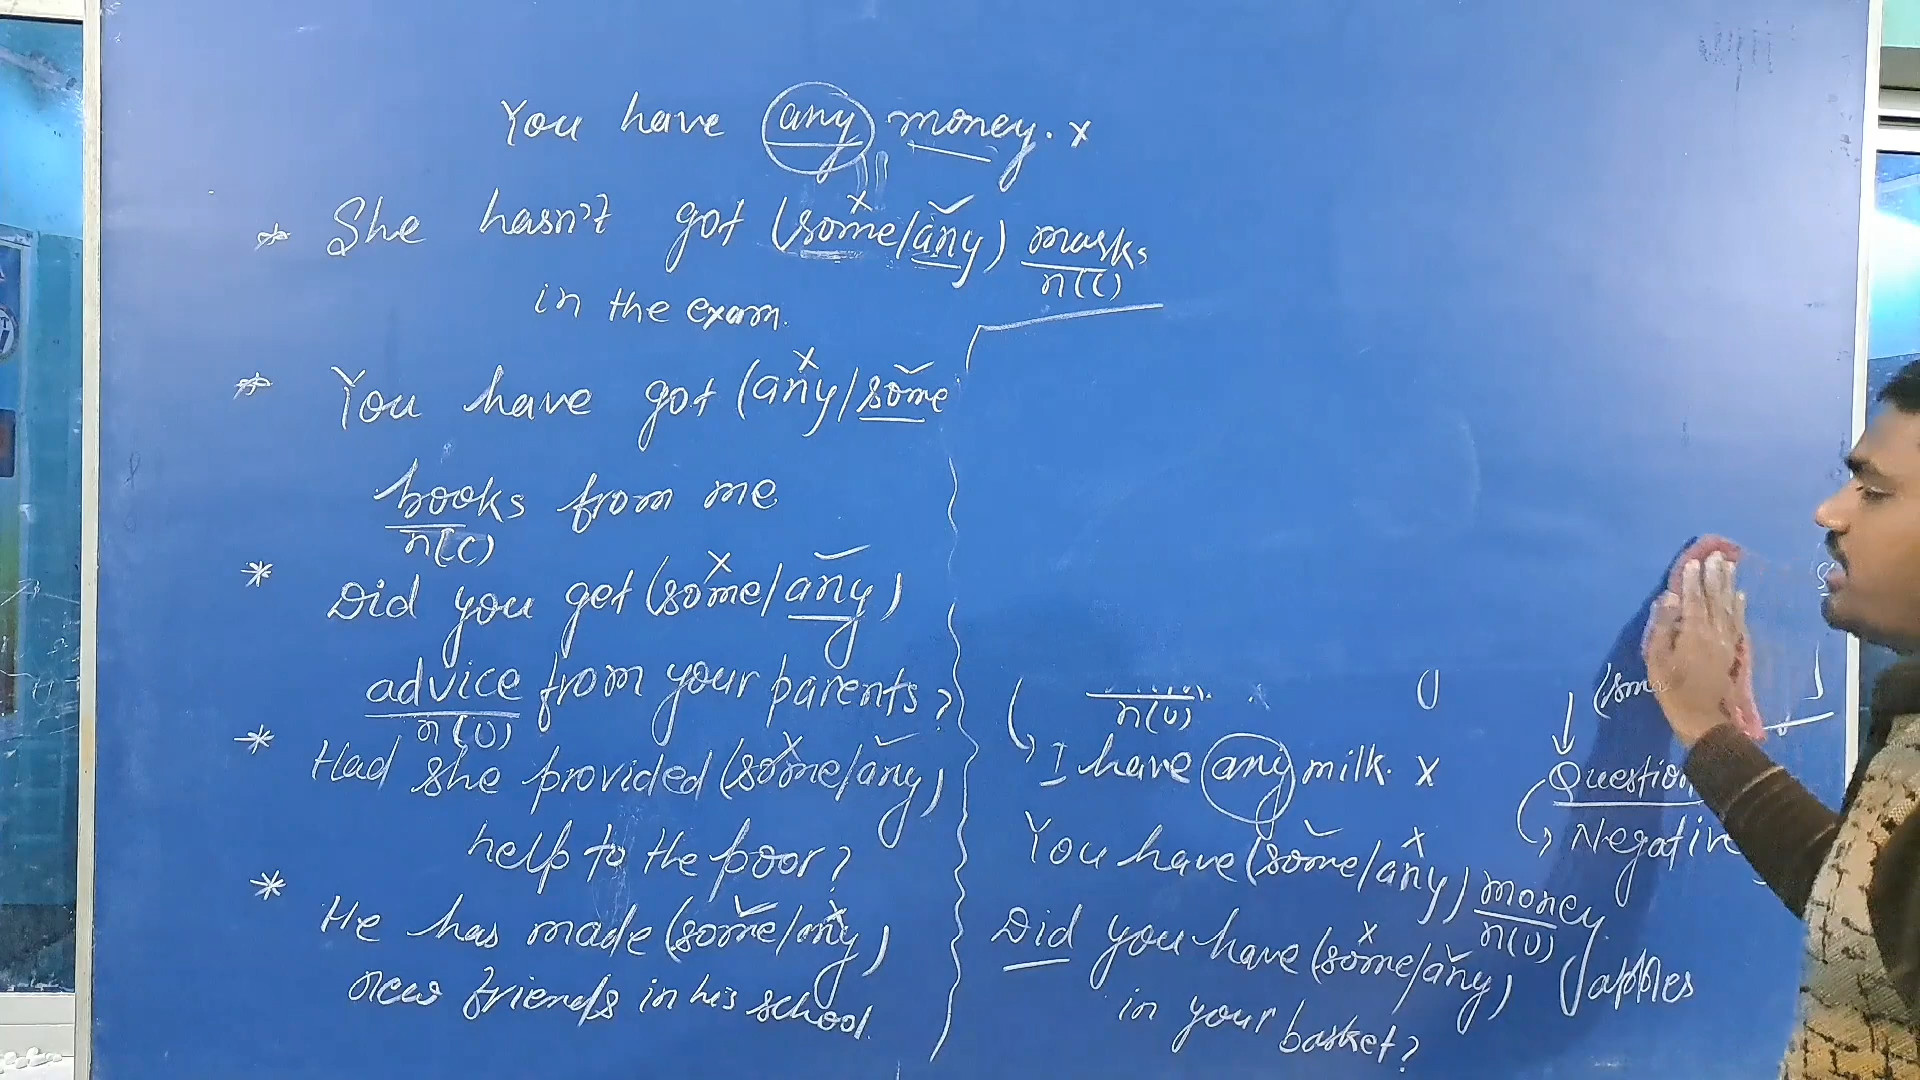 You have any money. x
* She hasn't got (some/any) marks
n(C)
in the exam.
* You have got (any/some
books from me
n(C)
* Did you get (some/any)
advice from your parents?
n(U)
* Had she provided (some/any)
help to the poor?
* He has made (some/any)
new friends in his school.
n(U)
I have any milk. x
You have (some/any) money.
n(U)
Did you have (some/any) apples
in your basket?
Question
Negative